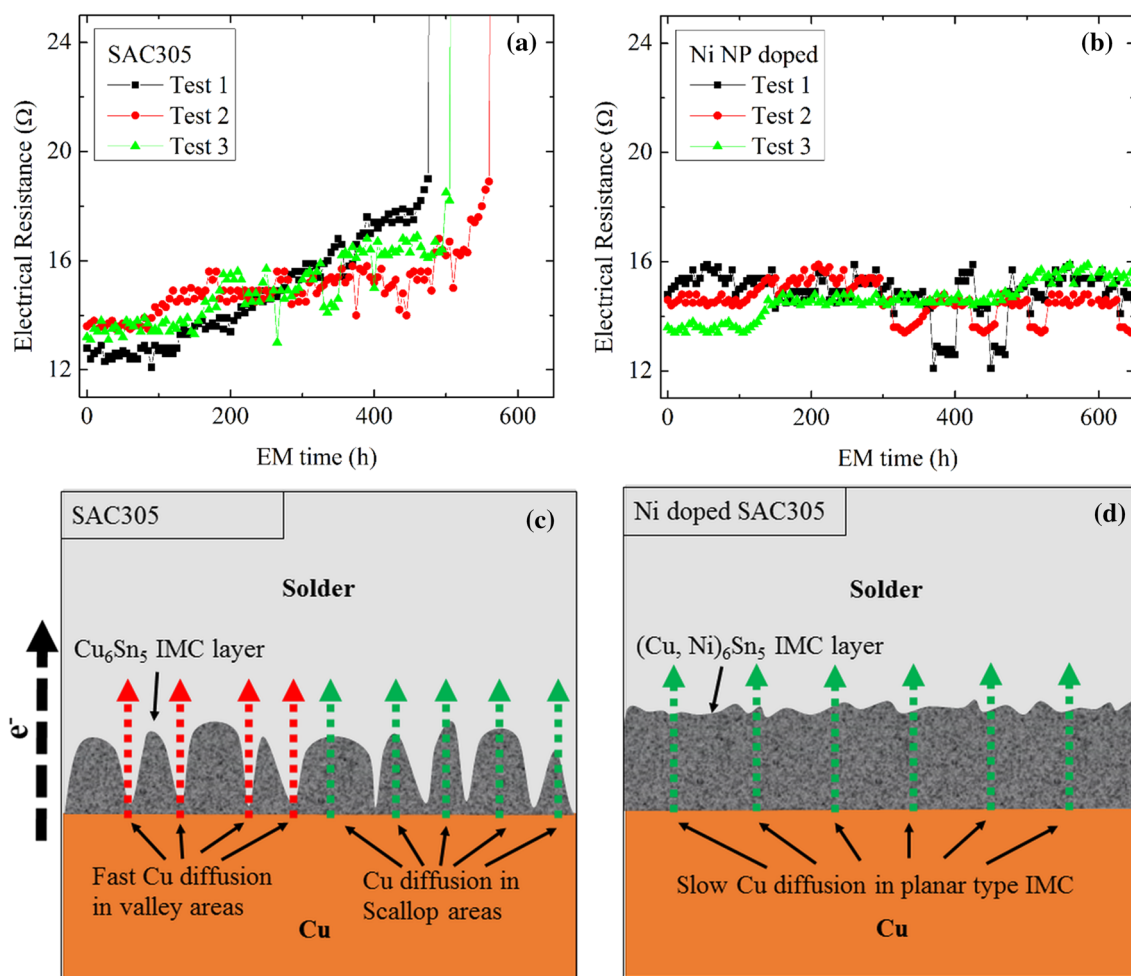 (a)
SAC305
Test 1
Test 2
Test 3
24
20
16
12
Electrical Resistance (Ω)
0
200
400
600
EM time (h)
(b)
Ni NP doped
Test 1
Test 2
Test 3
24
20
16
12
Electrical Resistance (Ω)
0
200
400
600
EM time (h)
SAC305
(c)
Solder
Cu6Sn5 IMC layer
e-
Fast Cu diffusion
in valley areas
Cu diffusion in
Scallop areas
Cu
Ni doped SAC305
(d)
Solder
(Cu, Ni)6Sn5 IMC layer
Slow Cu diffusion in planar type IMC
Cu